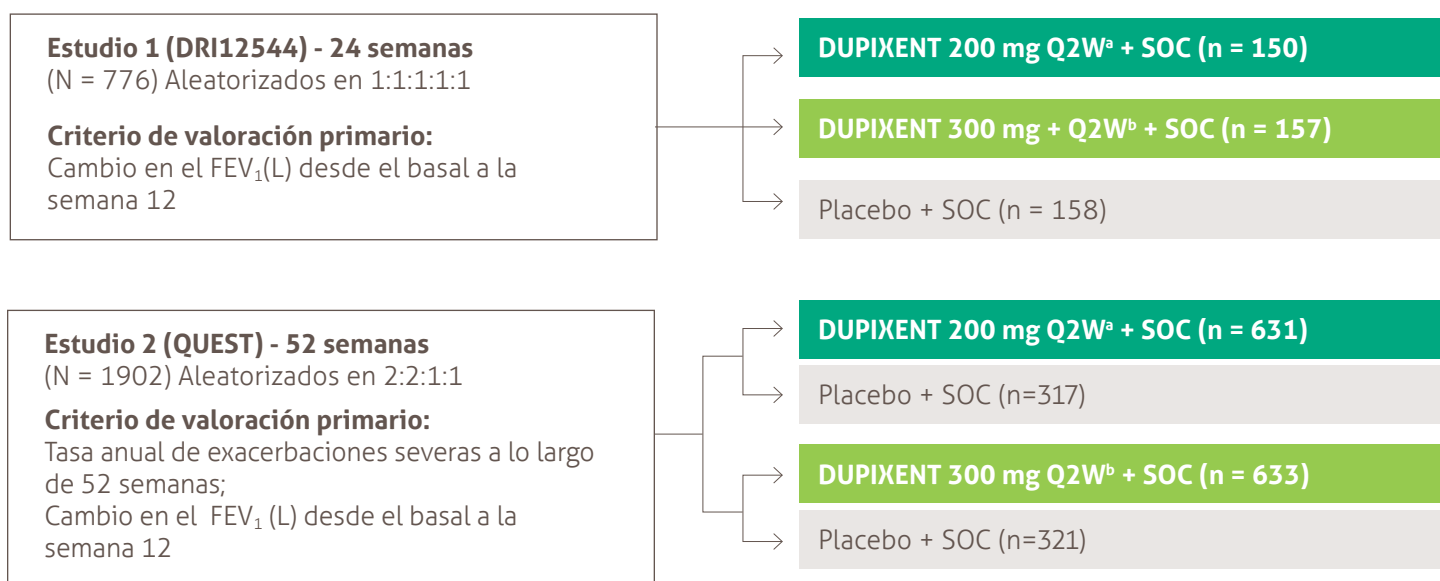 Estudio 1 (DRI12544) - 24 semanas
(N = 776) Aleatorizados en 1:1:1:1:1
Criterio de valoración primario:
Cambio en el FEV₁(L) desde el basal a la
semana 12
DUPIXENT 200 mg Q2Wᵃ + SOC (n = 150)
DUPIXENT 300 mg + Q2Wᵇ + SOC (n = 157)
Placebo + SOC (n = 158)
Estudio 2 (QUEST) - 52 semanas
(N = 1902) Aleatorizados en 2:2:1:1
Criterio de valoración primario:
Tasa anual de exacerbaciones severas a lo largo
de 52 semanas;
Cambio en el FEV₁ (L) desde el basal a la
semana 12
DUPIXENT 200 mg Q2Wᵃ + SOC (n = 631)
Placebo + SOC (n=317)
DUPIXENT 300 mg Q2Wᵇ + SOC (n = 633)
Placebo + SOC (n=321)